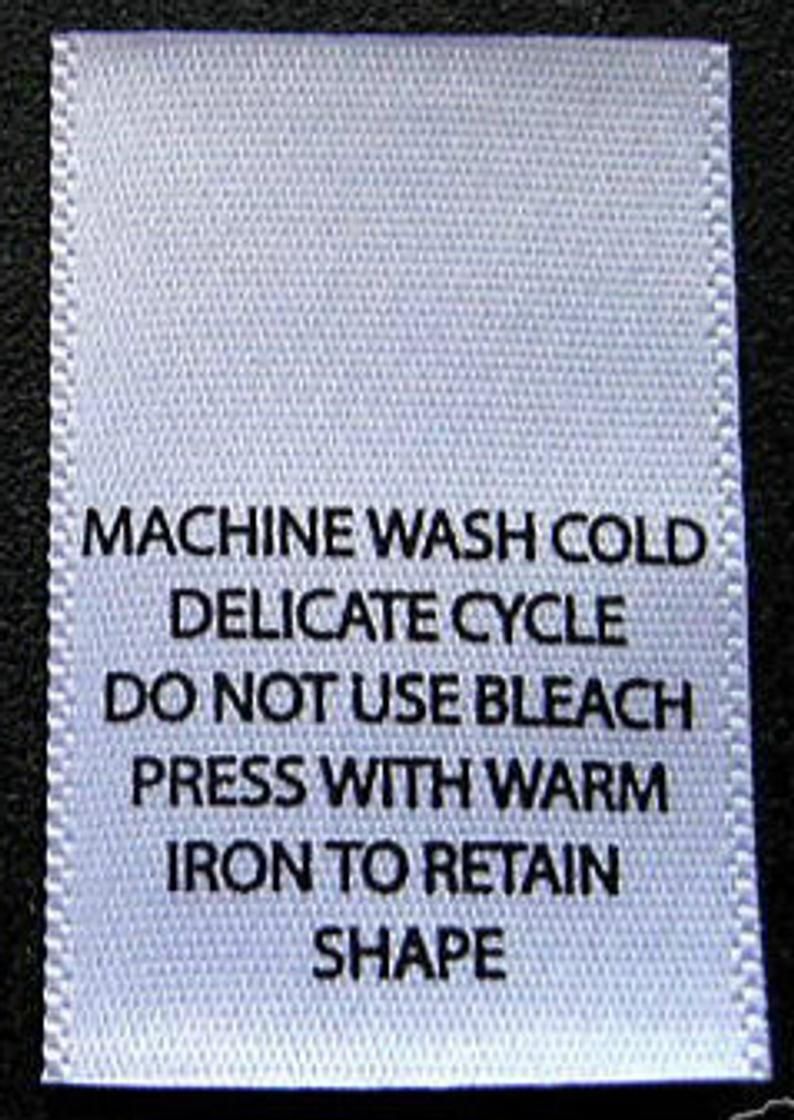 MACHINE WASH COLD
DELICATE CYCLE
DO NOT USE BLEACH
PRESS WITH WARM
IRON TO RETAIN
SHAPE